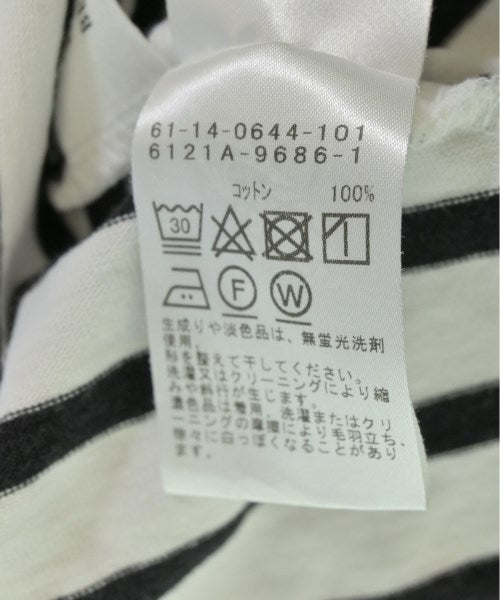 61-14-0644-101
6121A-9686-1
コットン 100%
30
F W
生成りや淡色品は、無蛍光洗剤
使用。
形を整えて干してください。
洗濯又はクリーニングにより縮
みや斜行が生じます。
濃色品は着用、洗濯またはクリ
ーニングの摩擦により毛羽立ち、
徐々に白っぽくなることがあり
ます。